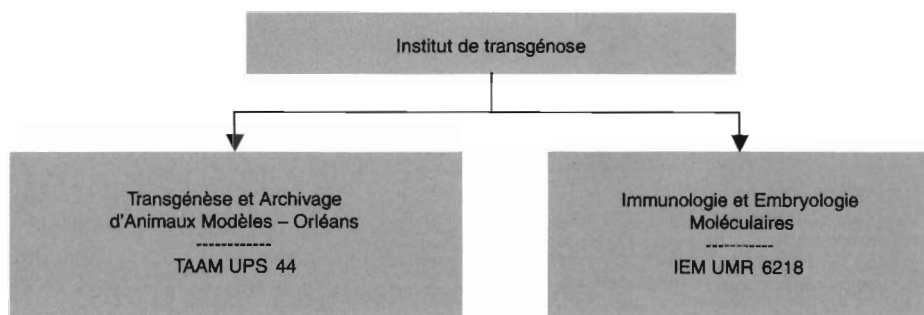 Institut de transgénose
Transgénèse et Archivage
d'Animaux Modèles – Orléans
------------
TAAM UPS 44
Immunologie et Embryologie
Moléculaires
-----------
IEM UMR 6218